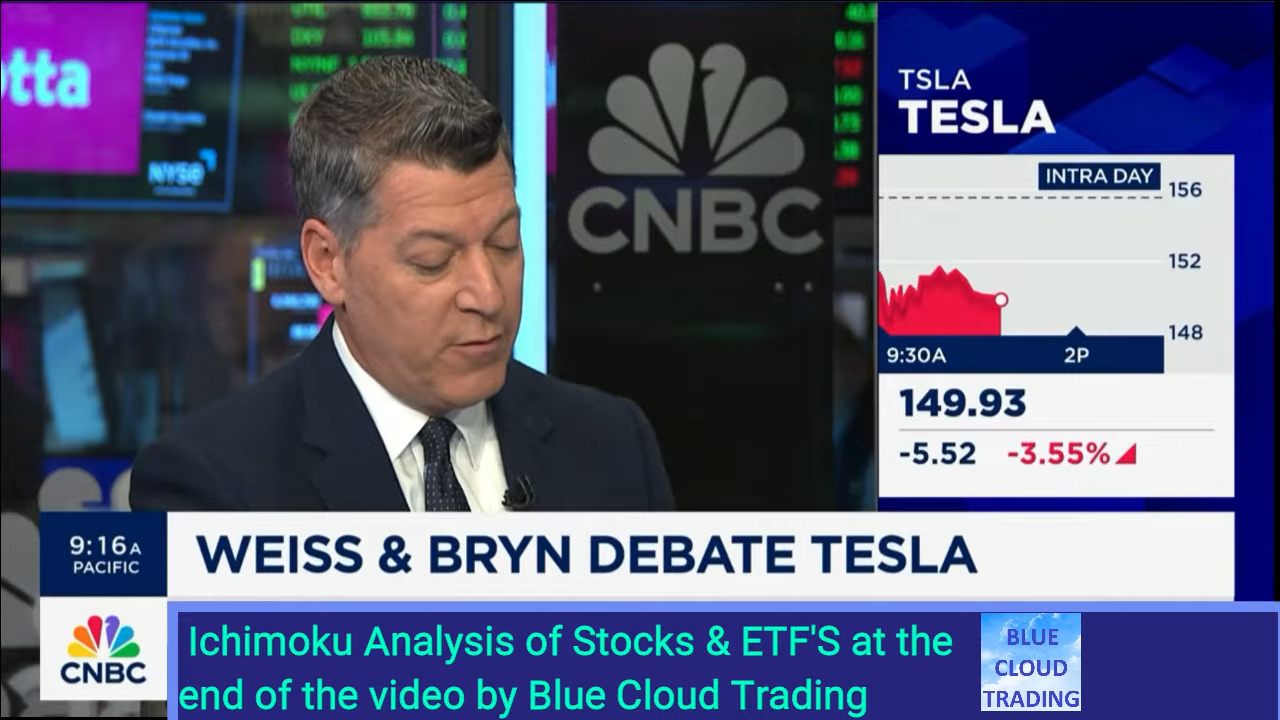 otta
NYSE
CNBC
TSLA
TESLA
INTRA DAY
156
152
148
9:30A
2P
149.93
-5.52 -3.55%
9:16A
PACIFIC
WEISS & BRYN DEBATE TESLA
CNBC
Ichimoku Analysis of Stocks & ETF'S at the
end of the video by Blue Cloud Trading
BLUE
CLOUD
TRADING